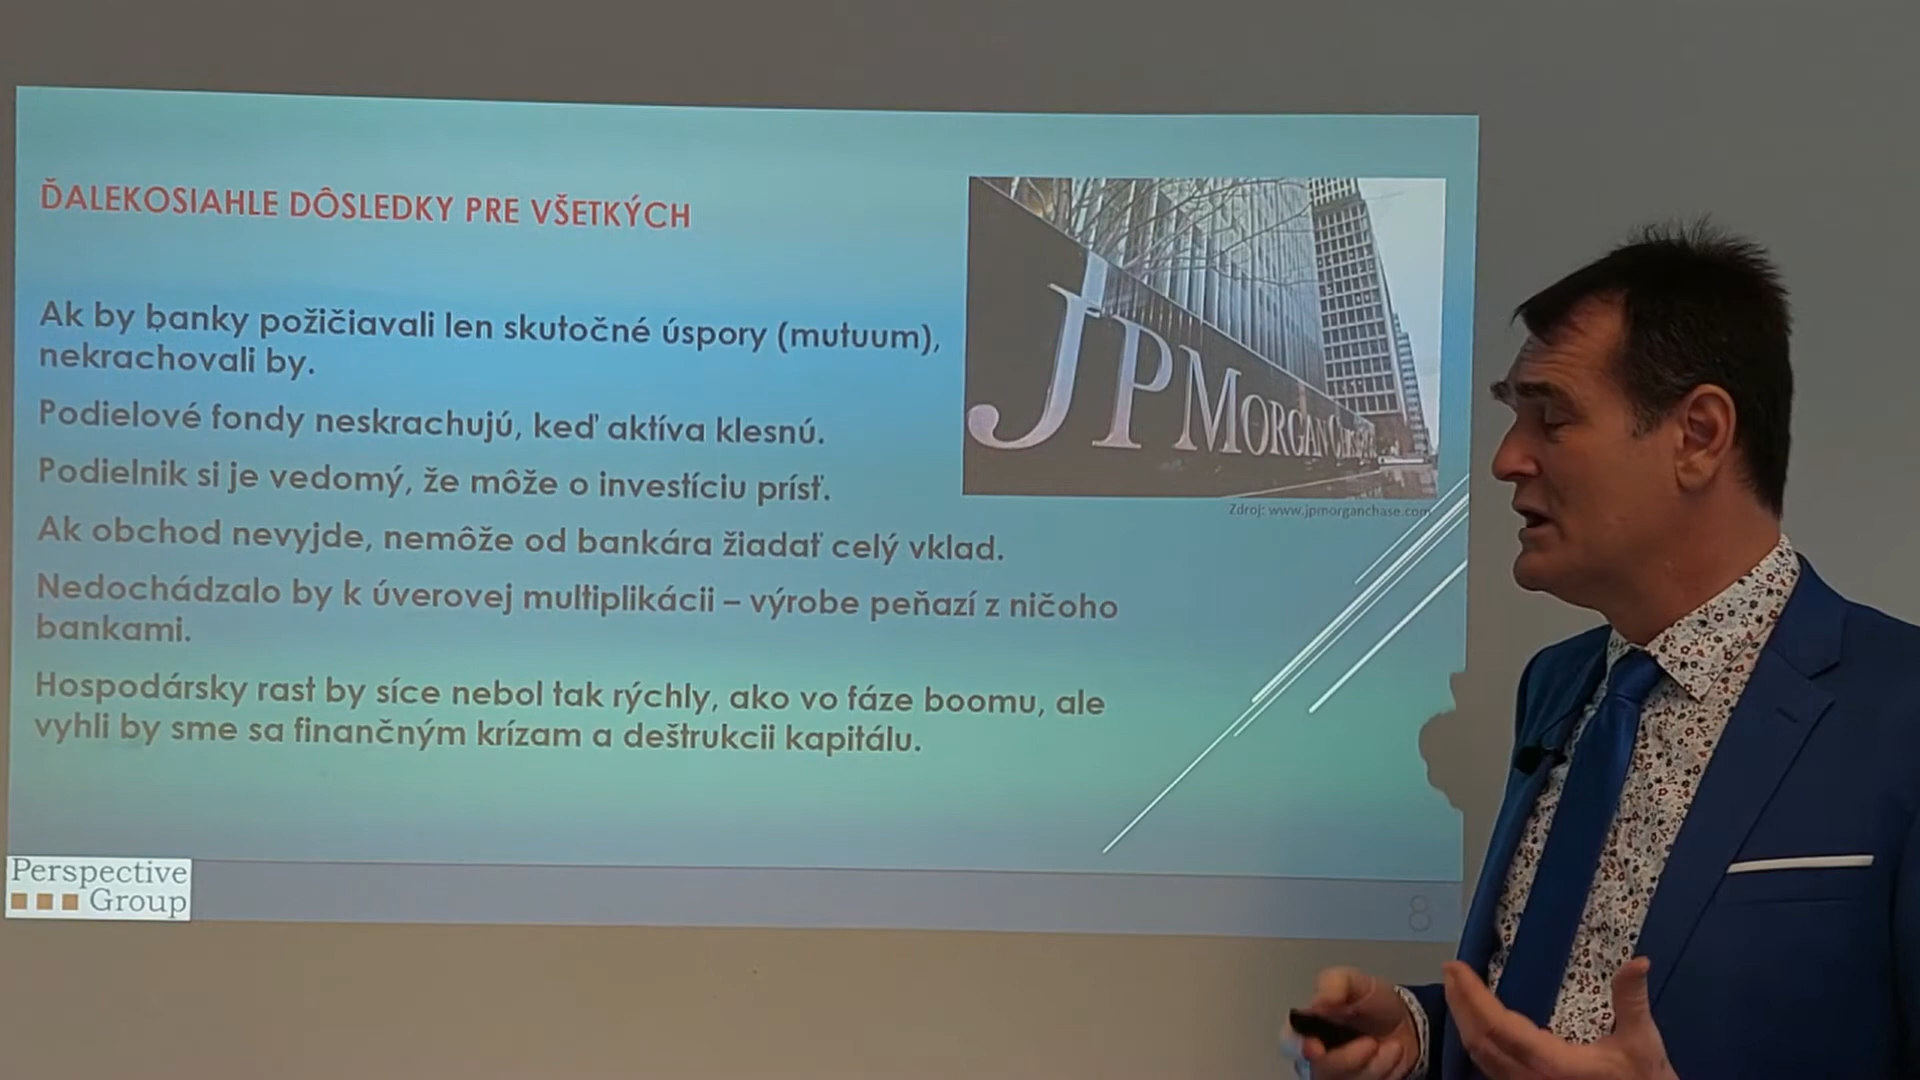 ĎALEKOSIAHLE DÔSLEDKY PRE VŠETKÝCH
Ak by banky požičiavali len skutočné úspory (mutuum),
nekrachovali by.
Podielové fondy neskrachujú, keď aktíva klesnú.
Podielnik si je vedomý, že môže o investíciu prísť.
Ak obchod nevyjde, nemôže od bankára žiadať celý vklad.
Nedochádzalo by k úverovej multiplikácii – výrobe peňazí z ničoho
bankami.
Hospodársky rast by síce nebol tak rýchly, ako vo fáze boomu, ale
vyhli by sme sa finančným krízam a deštrukcii kapitálu.
JPMORGAN CHASE
Zdroj: www.jpmorganchase.com
Perspective
Group
8